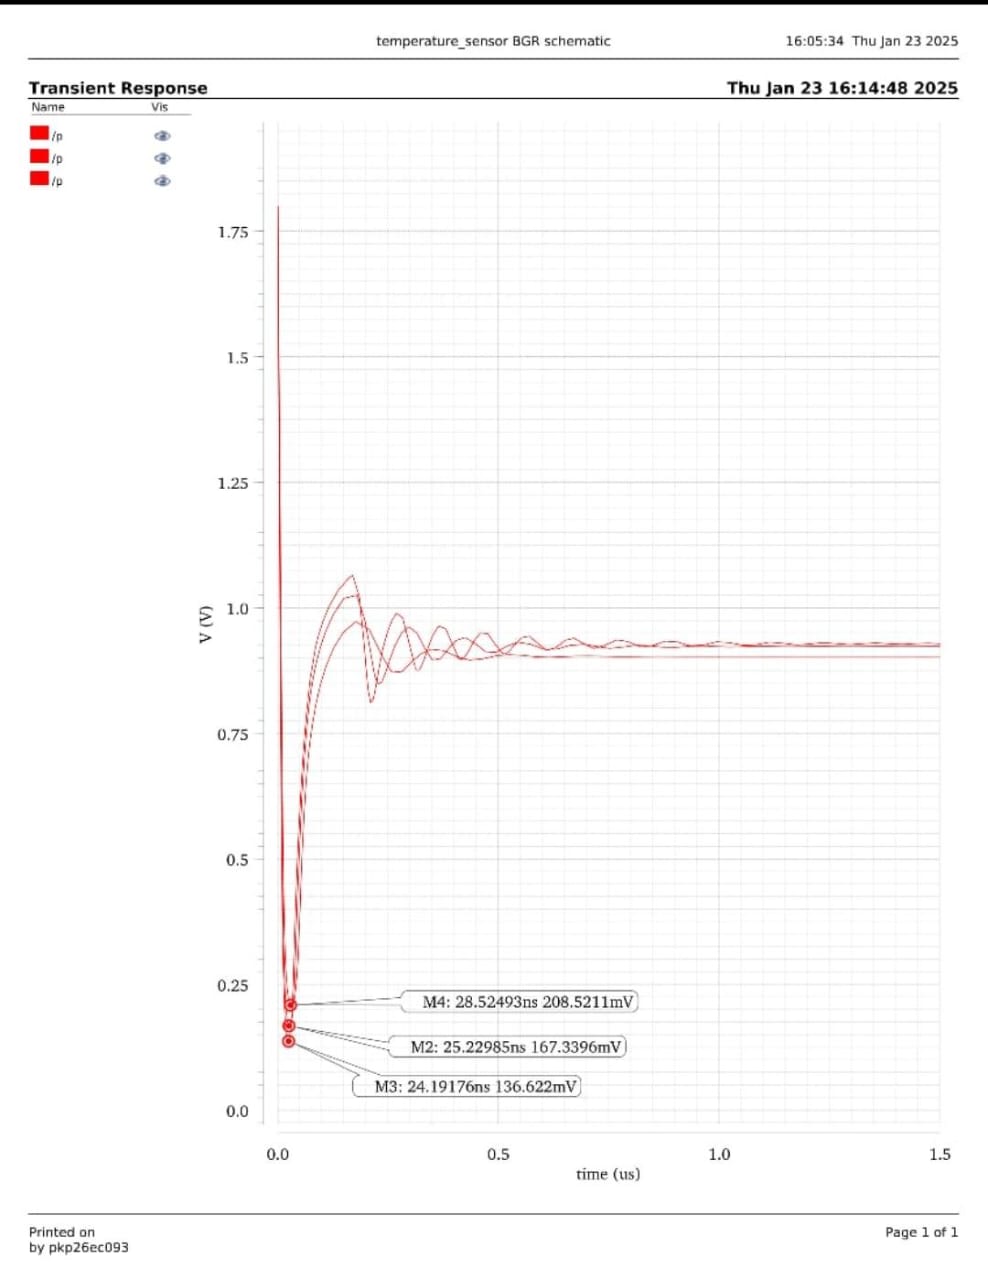 temperature_sensor BGR schematic 16:05:34 Thu Jan 23 2025
Transient Response Thu Jan 23 16:14:48 2025
Name Vis
/p
/p
/p
1.75
1.5
1.25
1.0
V (V)
0.75
0.5
0.25
M4: 28.52493ns 208.5211mV
M2: 25.22985ns 167.3396mV
M3: 24.19176ns 136.622mV
0.0
0.0 0.5 1.0 1.5
time (us)
Printed on Page 1 of 1
by pkp26ec093